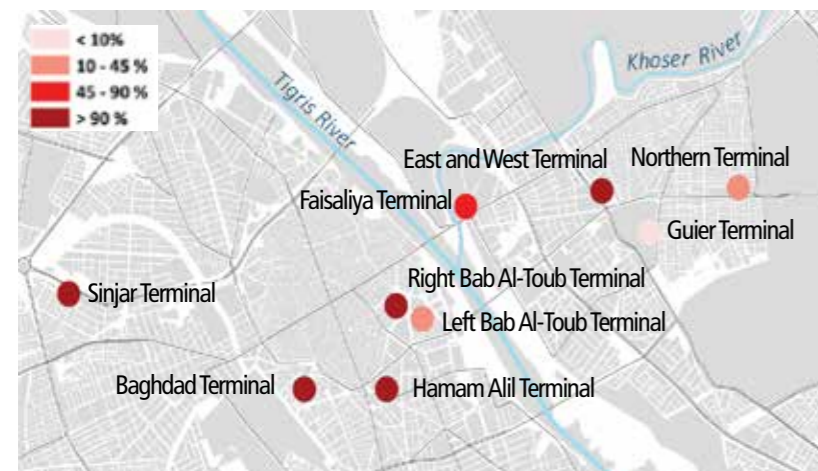 < 10%
10 - 45 %
45 - 90 %
> 90 %
Tigris River
Khoser River
East and West Terminal
Northern Terminal
Faisaliya Terminal
Guier Terminal
Sinjar Terminal
Right Bab Al-Toub Terminal
Left Bab Al-Toub Terminal
Baghdad Terminal
Hamam Alil Terminal